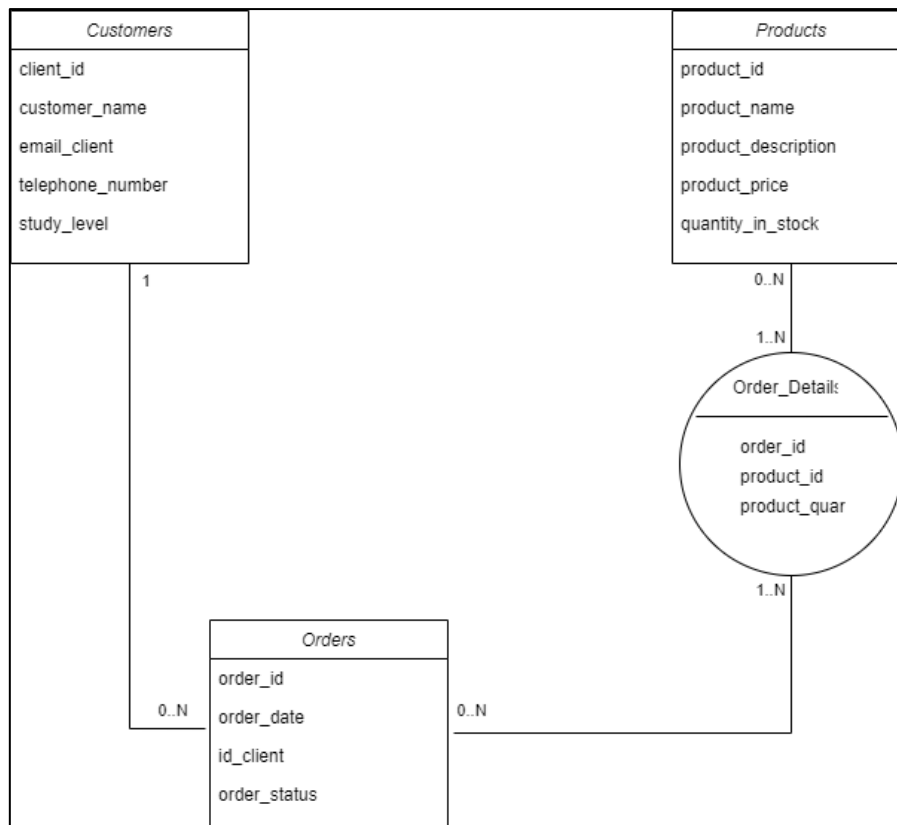 Customers
client_id
customer_name
email_client
telephone_number
study_level
Products
product_id
product_name
product_description
product_price
quantity_in_stock
1
0..N
1..N
Order_Details
order_id
product_id
product_quar
1..N
Orders
order_id
order_date
id_client
order_status
0..N
0..N